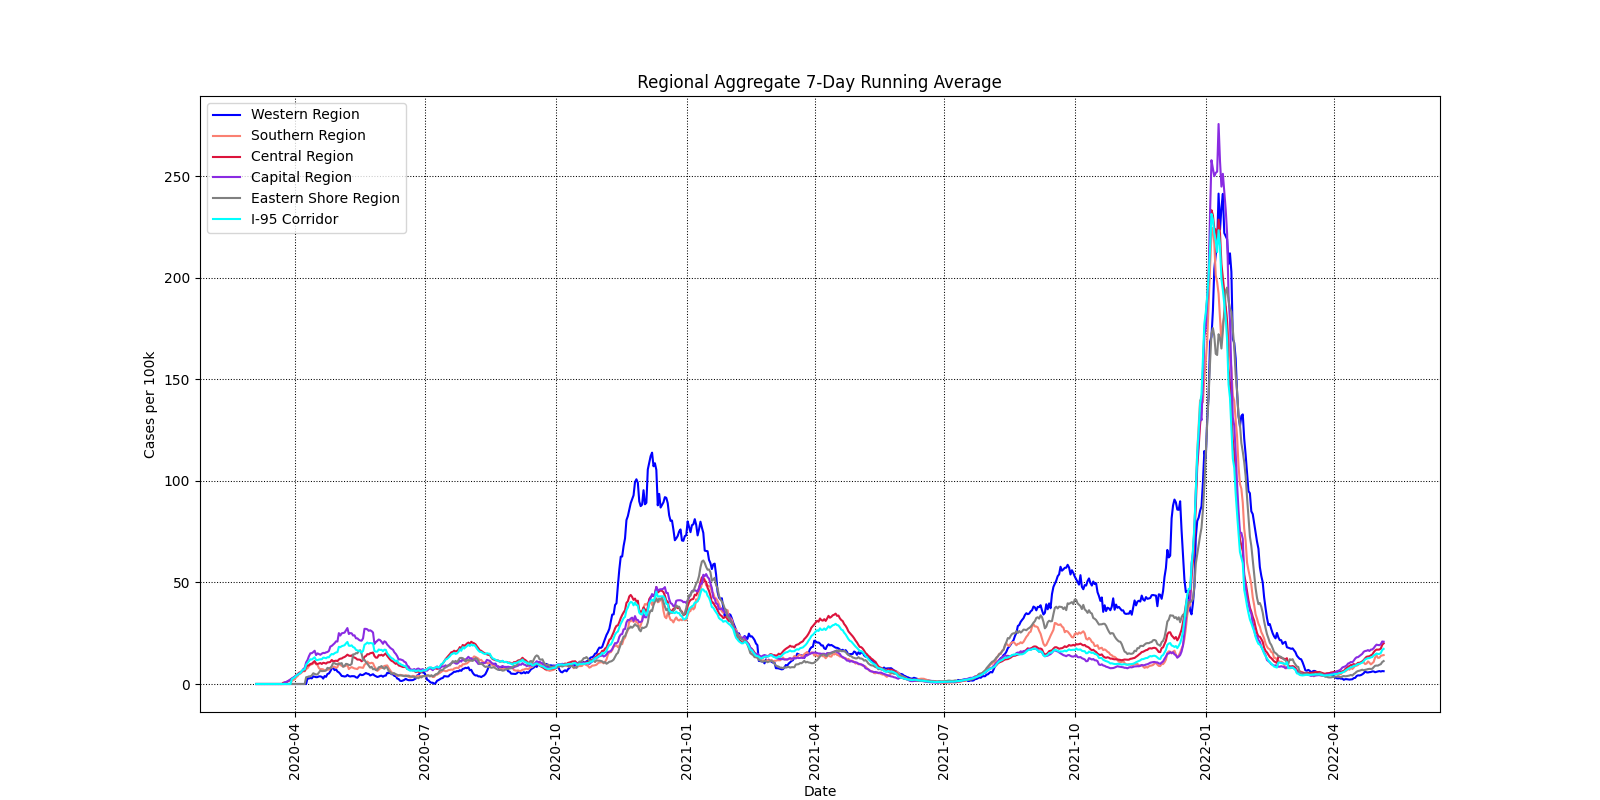 Regional Aggregate 7-Day Running Average
Western Region
Southern Region
Central Region
Capital Region
Eastern Shore Region
I-95 Corridor
Cases per 100k
250
200
150
100
50
0
2020-04
2020-07
2020-10
2021-01
2021-04
2021-07
2021-10
2022-01
2022-04
Date